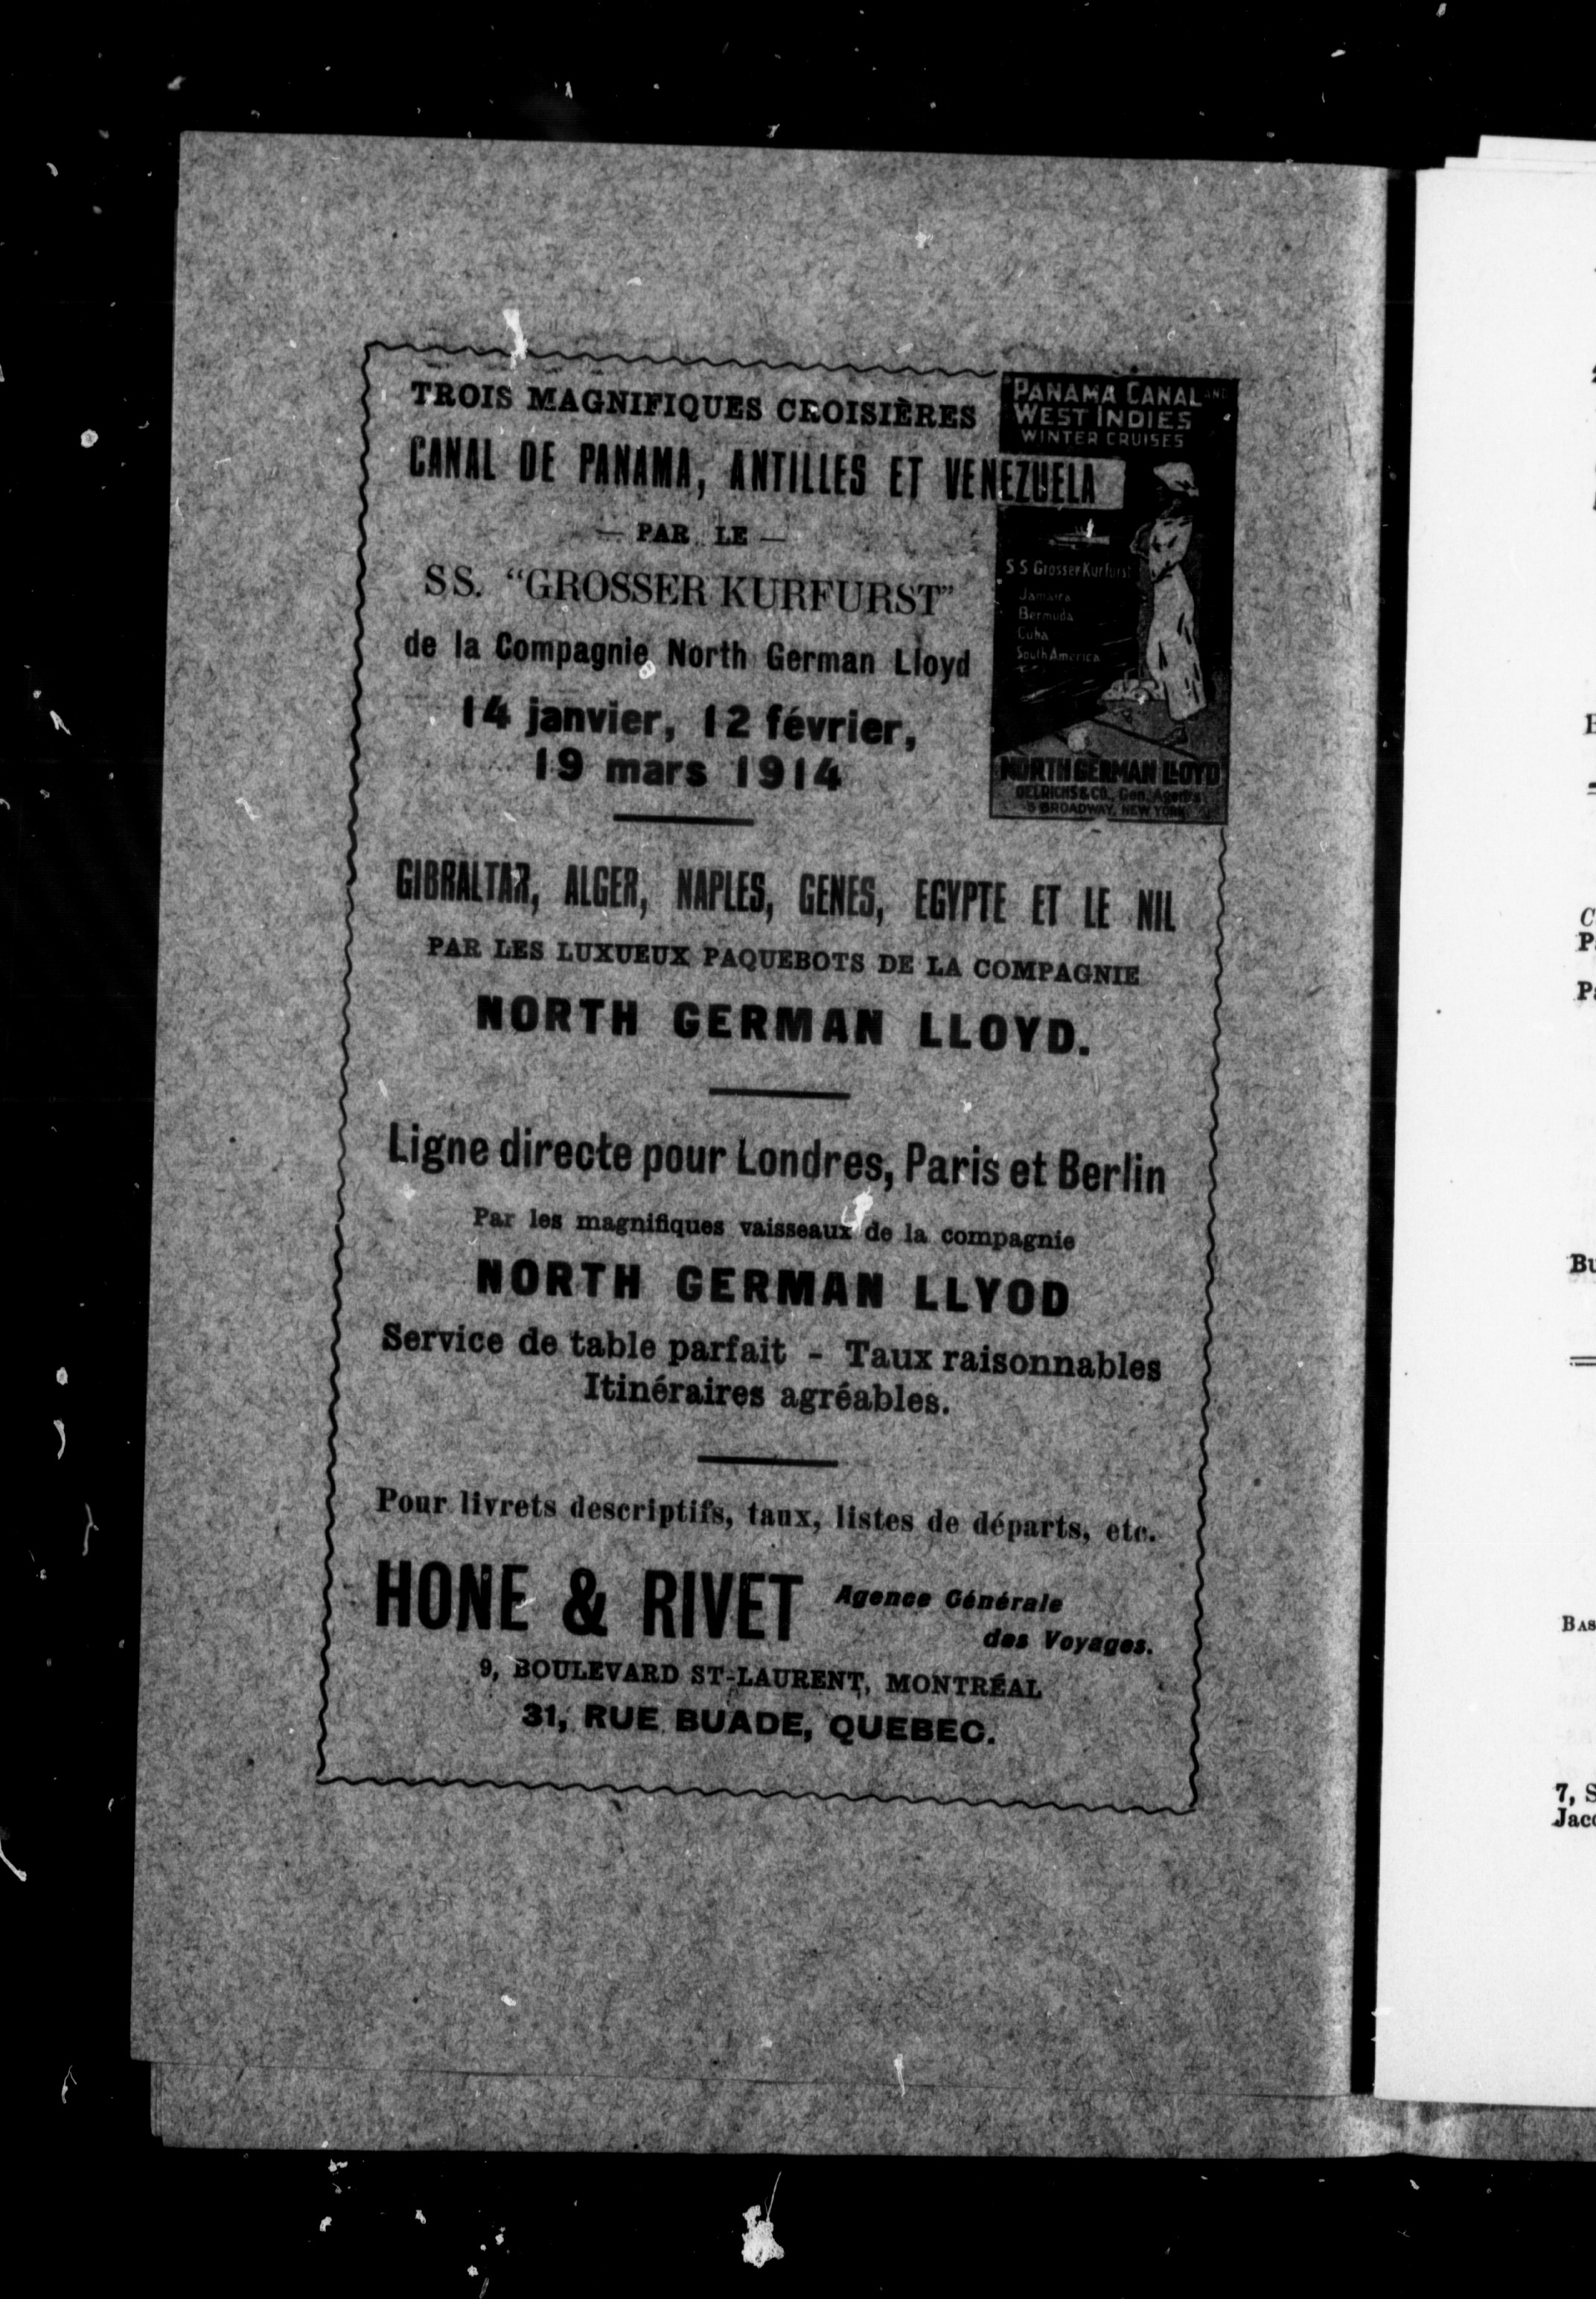 TROIS MAGNIFIQUES CROISIÈRES
CANAL DE PANAMA, ANTILLES ET VENEZUELA
— PAR LE —
SS. "GROSSER KURFURST"
de la Compagnie North German Lloyd
14 janvier, 12 février,
19 mars 1914
PANAMA CANAL AND
WEST INDIES
WINTER CRUISES
S S Grosser Kurfurst
Jamaica
Bermuda
Cuba
South America
NORTH GERMAN LLOYD
OELRICHS & CO., Gen. Agents
5 BROADWAY, NEW YORK
GIBRALTAR, ALGER, NAPLES, GENES, EGYPTE ET LE NIL
PAR LES LUXUEUX PAQUEBOTS DE LA COMPAGNIE
NORTH GERMAN LLOYD.
Ligne directe pour Londres, Paris et Berlin
Par les magnifiques vaisseaux de la compagnie
NORTH GERMAN LLYOD
Service de table parfait - Taux raisonnables
Itinéraires agréables.
Pour livrets descriptifs, taux, listes de départs, etc.
HONE & RIVET Agence Générale
des Voyages.
9, BOULEVARD ST-LAURENT, MONTRÉAL
31, RUE BUADE, QUEBEC.